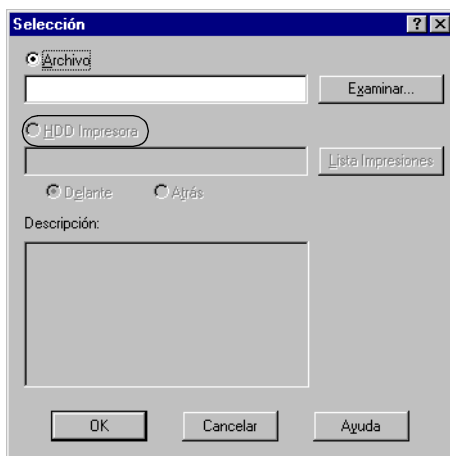 Selección
Archivo
Examinar...
HDD Impresora
Lista Impresiones
Delante Atrás
Descripción:
OK Cancelar Ayuda